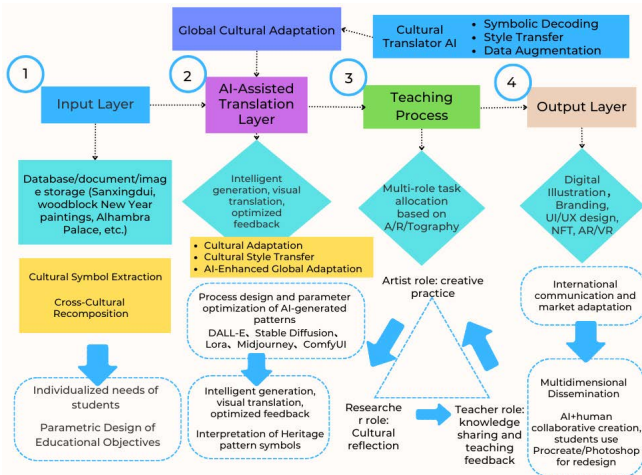 Global Cultural Adaptation
Cultural
Translator AI
• Symbolic Decoding
• Style Transfer
• Data Augmentation
1
Input Layer
2
AI-Assisted
Translation
Layer
3
Teaching
Process
4
Output Layer
Database/document/imag
e storage (Sanxingdui,
woodblock New Year
paintings, Alhambra
Palace, etc.)
Cultural Symbol Extraction
Cross-Cultural
Recomposition
Individualized needs of
students
Parametric Design of
Educational Objectives
Intelligent
generation, visual
translation,
optimized feedback
• Cultural Adaptation
• Cultural Style Transfer
• AI-Enhanced Global Adaptation
Process design and parameter
optimization of AI-generated
patterns
DALL-E、Stable Diffusion、
Lora、Midjourney、ComfyUI
Intelligent generation,
visual translation,
optimized feedback
Interpretation of Heritage
pattern symbols
Multi-role task
allocation
based on
A/R/Tography
Artist role: creative
practice
Researche
r role:
Cultural
reflection
Teacher role:
knowledge
sharing and
teaching
feedback
Digital
Illustration，
Branding,
UI/UX design,
NFT, AR/VR
International
communication and
market adaptation
Multidimensional
Dissemination
AI+human
collaborative creation,
students use
Procreate/Photoshop
for redesign